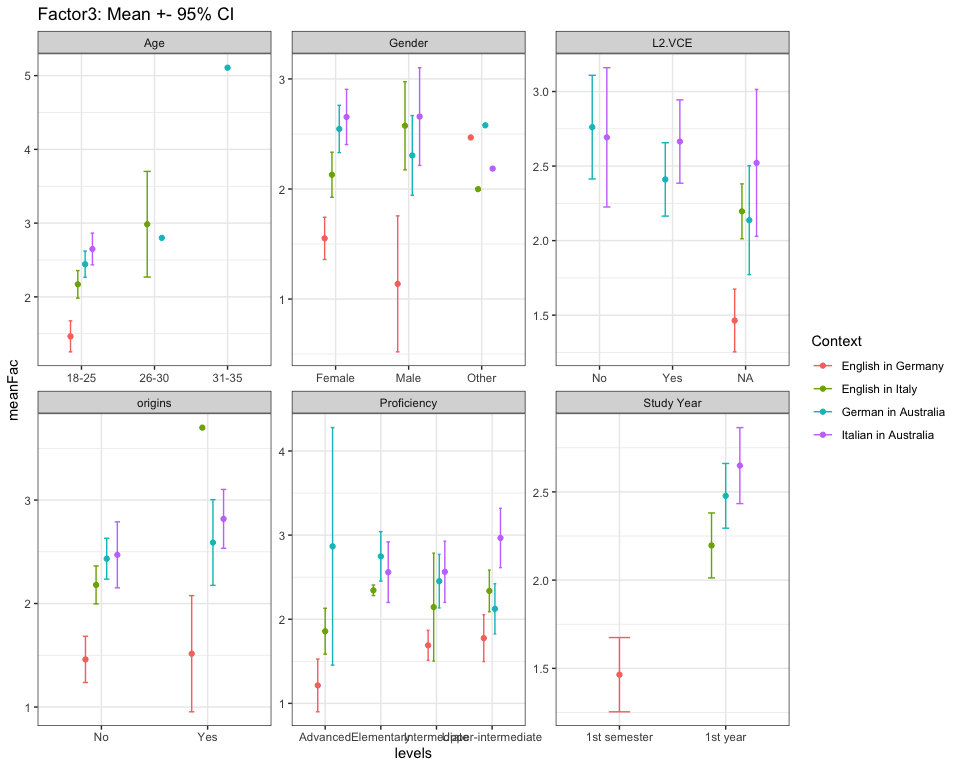 Factor3: Mean +- 95% CI
Age
Gender
L2.VCE
5
4
3
2
3
2
1
3.0
2.5
2.0
1.5
18-25 26-30 31-35
Female Male Other
No Yes NA
meanFac
origins
Proficiency
Study Year
3
2
1
4
3
2
1
2.5
2.0
1.5
No Yes
Advanced Elementary Intermediate Upper-intermediate
1st semester 1st year
levels
Context
English in Germany
English in Italy
German in Australia
Italian in Australia